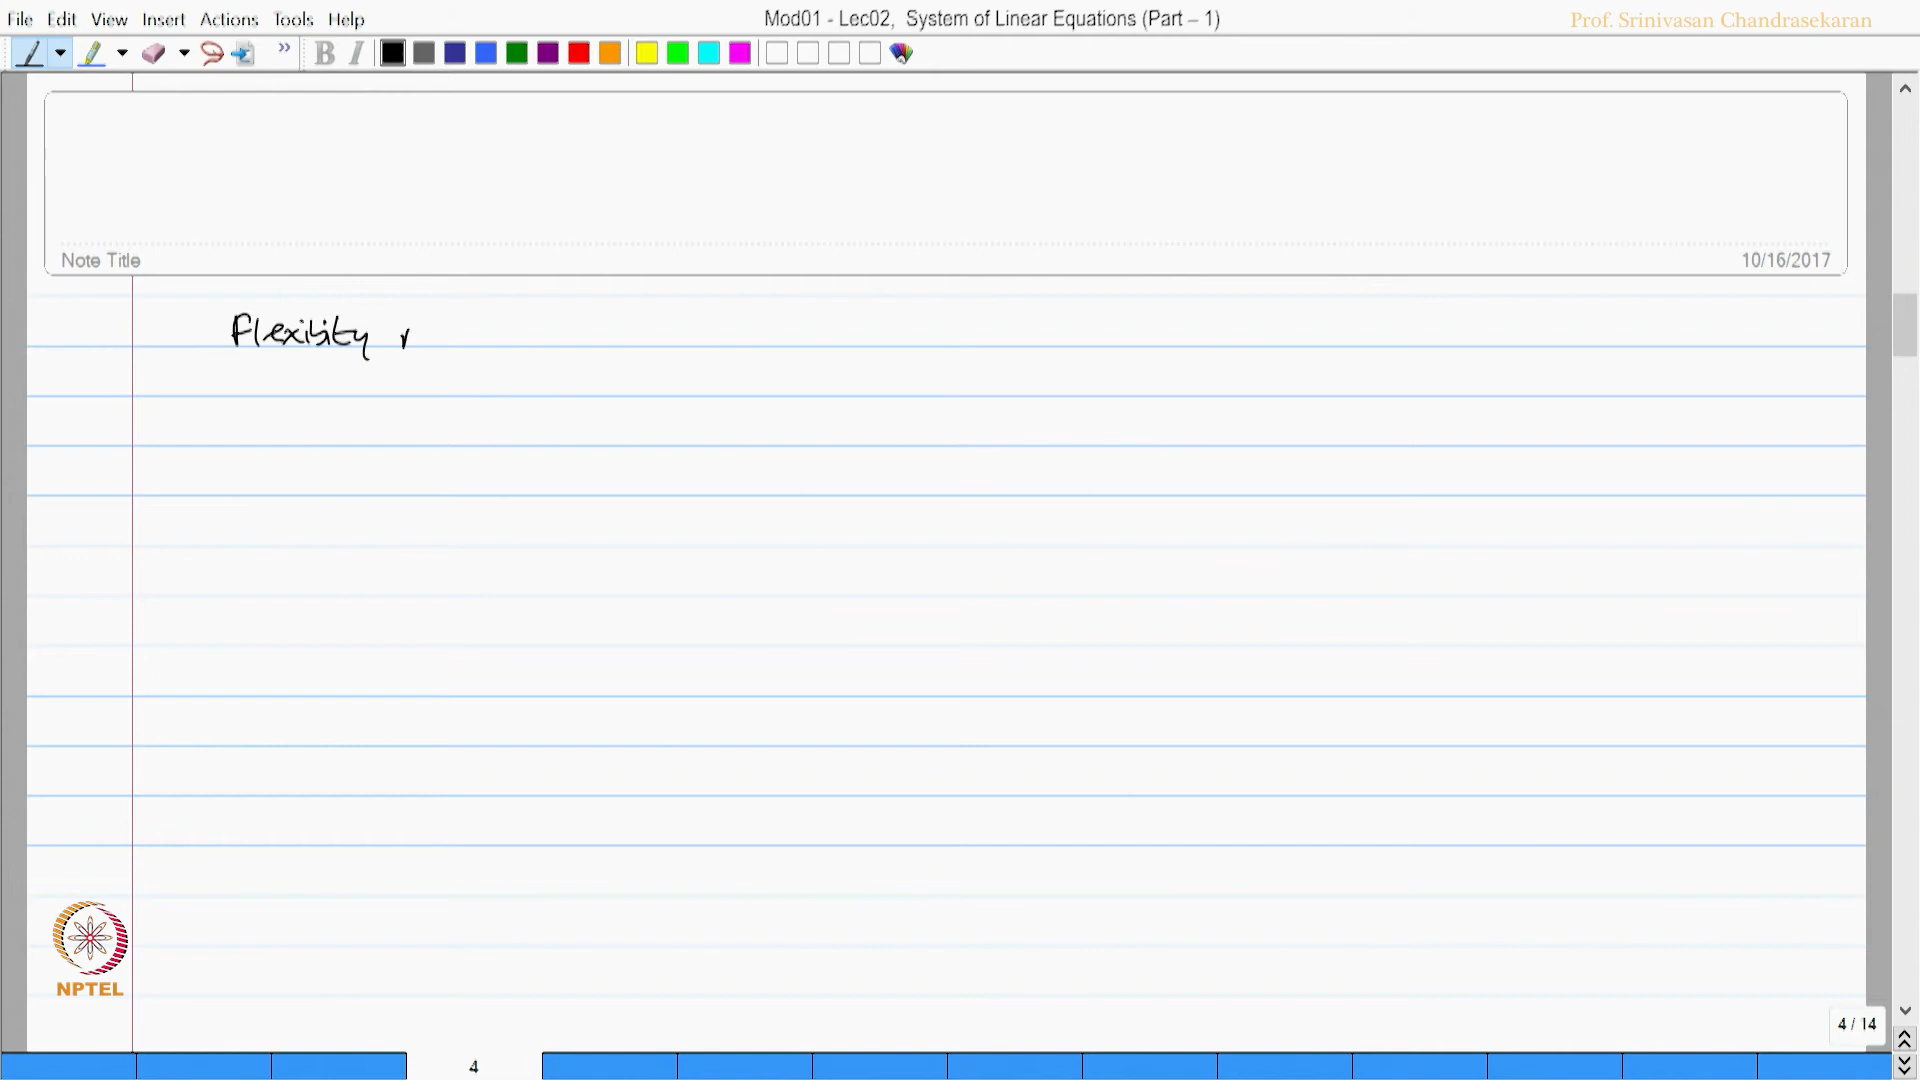 File Edit View Insert Actions Tools Help
Mod01 - Lec02, System of Linear Equations (Part – 1)
Prof. Srinivasan Chandrasekaran
B I
Note Title
10/16/2017
Flexibility
NPTEL
4 / 14
4